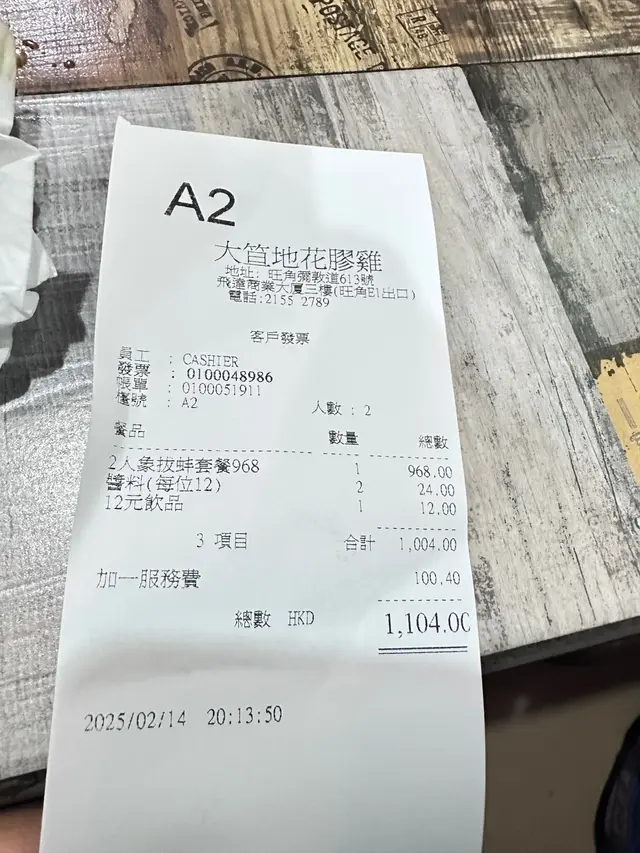 A2
大笪地花膠雞
地址: 旺角彌敦道613號
飛達商業大廈三樓(旺角E1出口)
電話:2155 2789
客戶發票
員工 : CASHIER
發票 : 0100048986
帳單 : 0100051911
檯號 : A2 人數 : 2
餐品 數量 總數
2人象拔蚌套餐968 1 968.00
醬料(每位12) 2 24.00
12元飲品 1 12.00
3 項目 合計 1,004.00
加一服務費 100.40
總數 HKD 1,104.00
2025/02/14 20:13:50